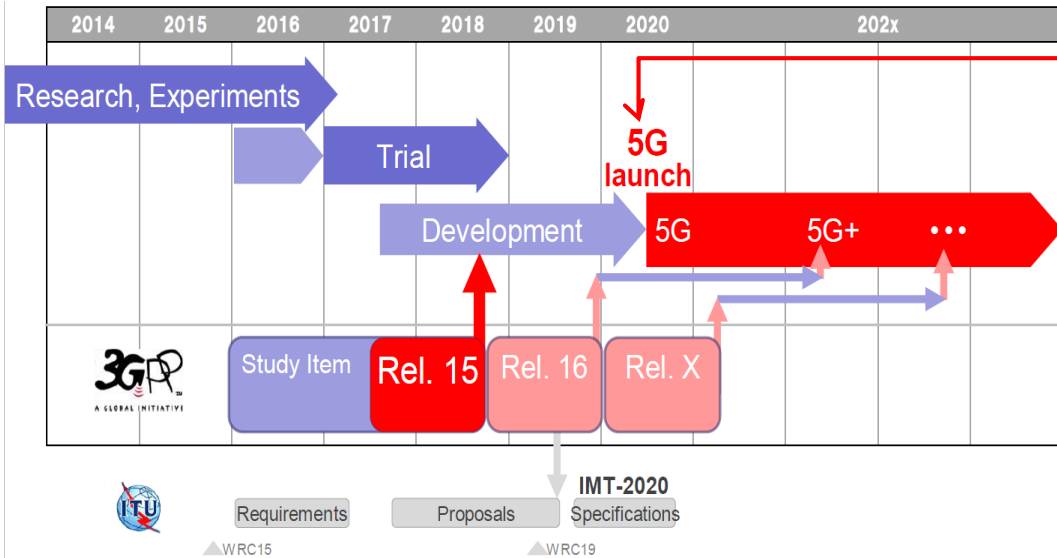 2014 2015 2016 2017 2018 2019 2020 202x
Research, Experiments
Trial
5G
launch
Development
5G 5G+ •••
3GPP
TM
A GLOBAL INITIATIVE
Study Item
Rel. 15
Rel. 16
Rel. X
ITU
IMT-2020
Requirements
Proposals
Specifications
WRC15
WRC19